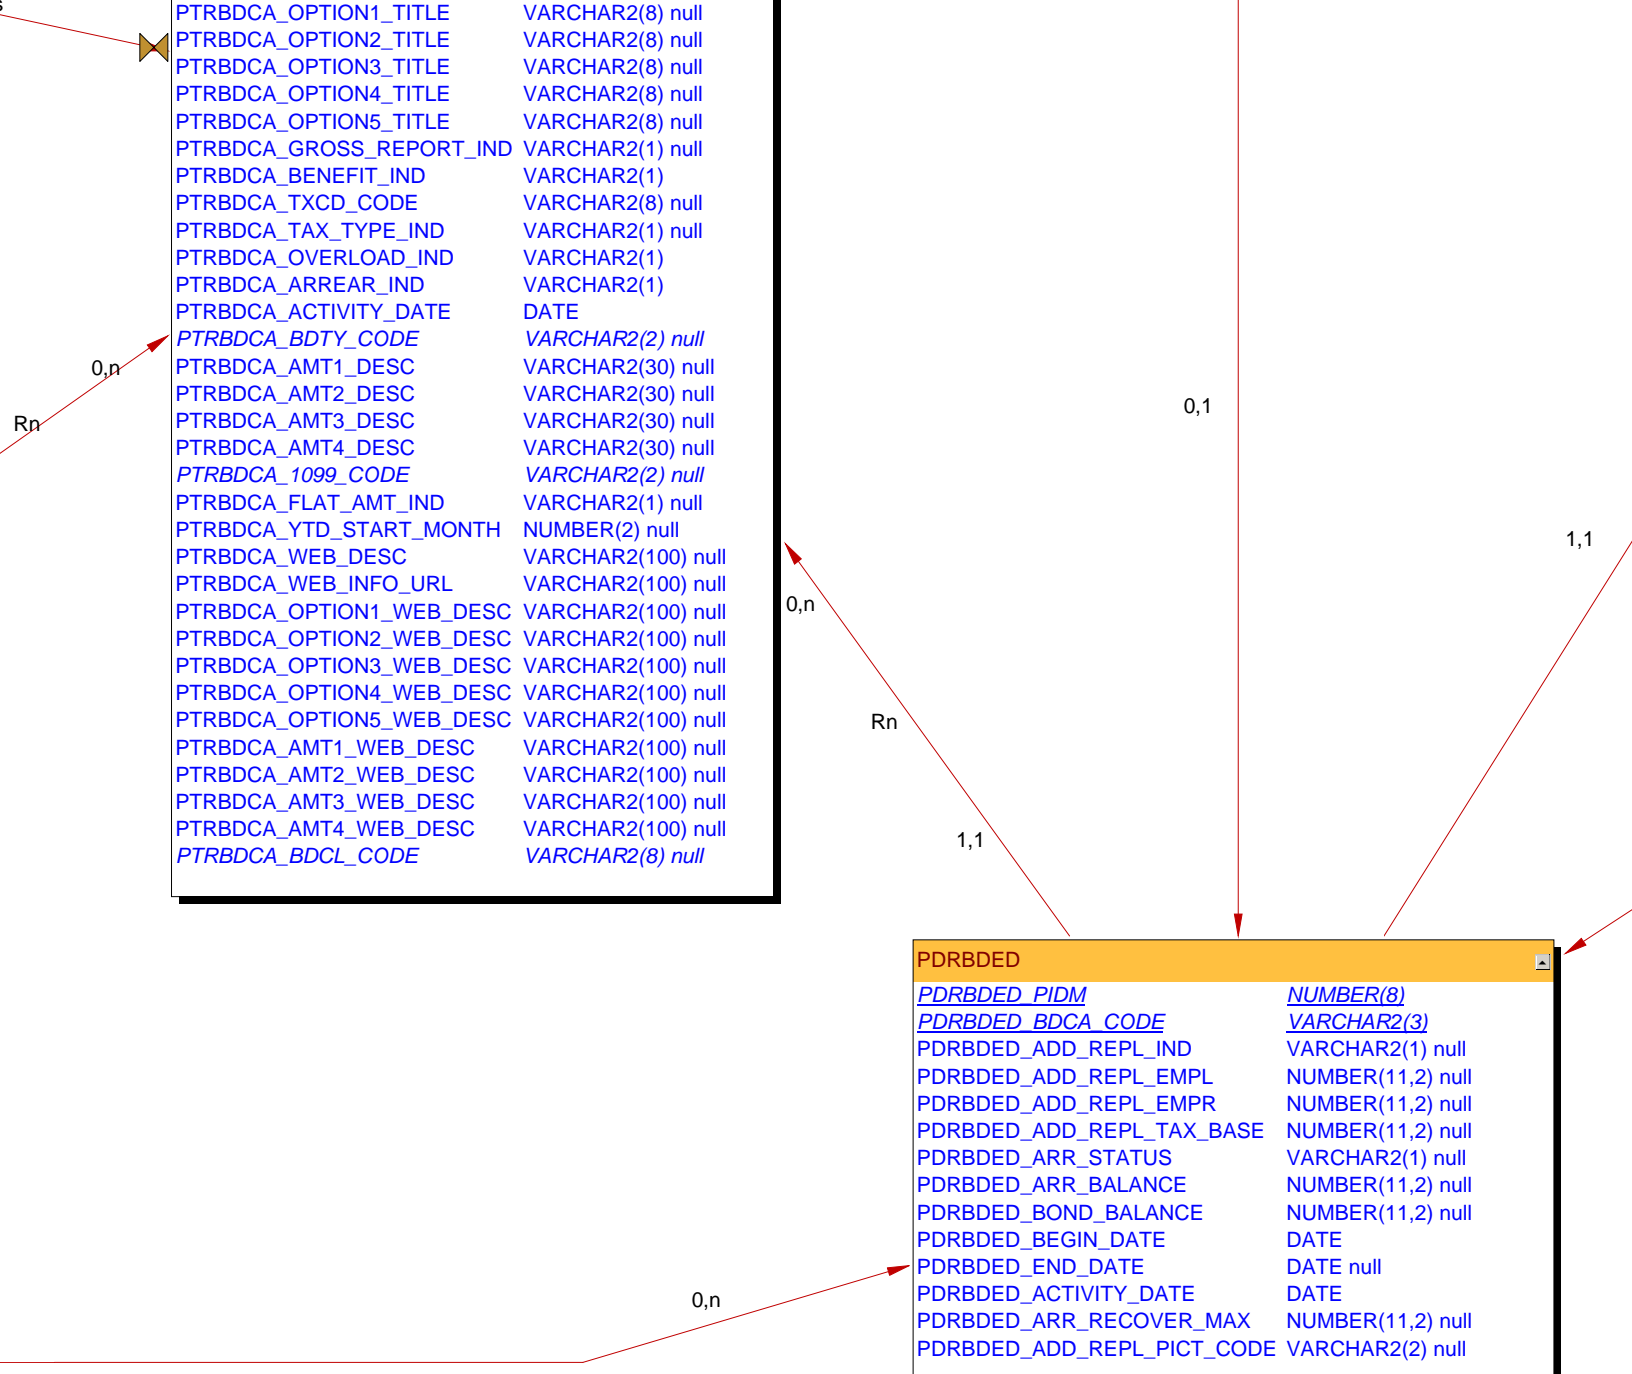 PTRBDCA_OPTION1_TITLE VARCHAR2(8) null
PTRBDCA_OPTION2_TITLE VARCHAR2(8) null
PTRBDCA_OPTION3_TITLE VARCHAR2(8) null
PTRBDCA_OPTION4_TITLE VARCHAR2(8) null
PTRBDCA_OPTION5_TITLE VARCHAR2(8) null
PTRBDCA_GROSS_REPORT_IND VARCHAR2(1) null
PTRBDCA_BENEFIT_IND VARCHAR2(1)
PTRBDCA_TXCD_CODE VARCHAR2(8) null
PTRBDCA_TAX_TYPE_IND VARCHAR2(1) null
PTRBDCA_OVERLOAD_IND VARCHAR2(1)
PTRBDCA_ARREAR_IND VARCHAR2(1)
PTRBDCA_ACTIVITY_DATE DATE
PTRBDCA_BDTY_CODE VARCHAR2(2) null
PTRBDCA_AMT1_DESC VARCHAR2(30) null
PTRBDCA_AMT2_DESC VARCHAR2(30) null
PTRBDCA_AMT3_DESC VARCHAR2(30) null
PTRBDCA_AMT4_DESC VARCHAR2(30) null
PTRBDCA_1099_CODE VARCHAR2(2) null
PTRBDCA_FLAT_AMT_IND VARCHAR2(1) null
PTRBDCA_YTD_START_MONTH NUMBER(2) null
PTRBDCA_WEB_DESC VARCHAR2(100) null
PTRBDCA_WEB_INFO_URL VARCHAR2(100) null
PTRBDCA_OPTION1_WEB_DESC VARCHAR2(100) null
PTRBDCA_OPTION2_WEB_DESC VARCHAR2(100) null
PTRBDCA_OPTION3_WEB_DESC VARCHAR2(100) null
PTRBDCA_OPTION4_WEB_DESC VARCHAR2(100) null
PTRBDCA_OPTION5_WEB_DESC VARCHAR2(100) null
PTRBDCA_AMT1_WEB_DESC VARCHAR2(100) null
PTRBDCA_AMT2_WEB_DESC VARCHAR2(100) null
PTRBDCA_AMT3_WEB_DESC VARCHAR2(100) null
PTRBDCA_AMT4_WEB_DESC VARCHAR2(100) null
PTRBDCA_BDCL_CODE VARCHAR2(8) null
0,n
Rn
0,1
1,1
0,n
Rn
1,1
PDRBDED
PDRBDED_PIDM NUMBER(8)
PDRBDED_BDCA_CODE VARCHAR2(3)
PDRBDED_ADD_REPL_IND VARCHAR2(1) null
PDRBDED_ADD_REPL_EMPL NUMBER(11,2) null
PDRBDED_ADD_REPL_EMPR NUMBER(11,2) null
PDRBDED_ADD_REPL_TAX_BASE NUMBER(11,2) null
PDRBDED_ARR_STATUS VARCHAR2(1) null
PDRBDED_ARR_BALANCE NUMBER(11,2) null
PDRBDED_BOND_BALANCE NUMBER(11,2) null
PDRBDED_BEGIN_DATE DATE
PDRBDED_END_DATE DATE null
PDRBDED_ACTIVITY_DATE DATE
PDRBDED_ARR_RECOVER_MAX NUMBER(11,2) null
PDRBDED_ADD_REPL_PICT_CODE VARCHAR2(2) null
0,n